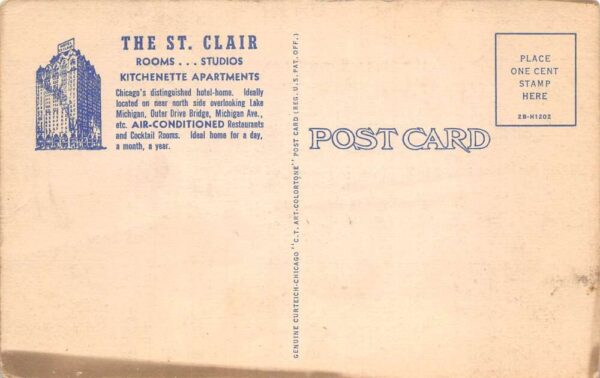 THE ST. CLAIR
ROOMS . . . STUDIOS
KITCHENETTE APARTMENTS
Chicago's distinguished hotel-home. Ideally
located on near north side overlooking Lake
Michigan, Outer Drive Bridge, Michigan Ave.,
etc. AIR-CONDITIONED Restaurants
and Cocktail Rooms. Ideal home for a day,
a month, a year.
GENUINE CURTEICH-CHICAGO "C.T. ART-COLORTONE" POST CARD (REG. U.S. PAT. OFF.)
POST CARD
PLACE
ONE CENT
STAMP
HERE
2B-H1202